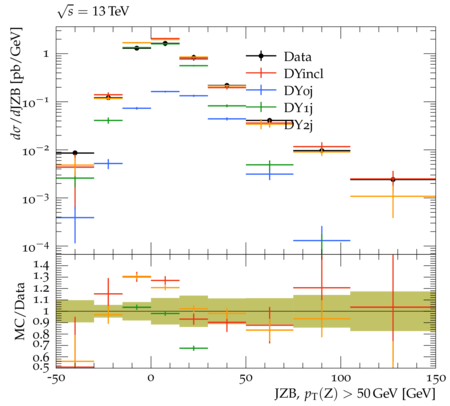 √s = 13 TeV
dσ/dJZB [pb/GeV]
1
10⁻¹
10⁻²
10⁻³
10⁻⁴
Data
DYincl
DY0j
DY1j
DY2j
MC/Data
1.4
1.3
1.2
1.1
1
0.9
0.8
0.7
0.6
0.5
-50 0 50 100 150
JZB, pT(Z) > 50 GeV [GeV]